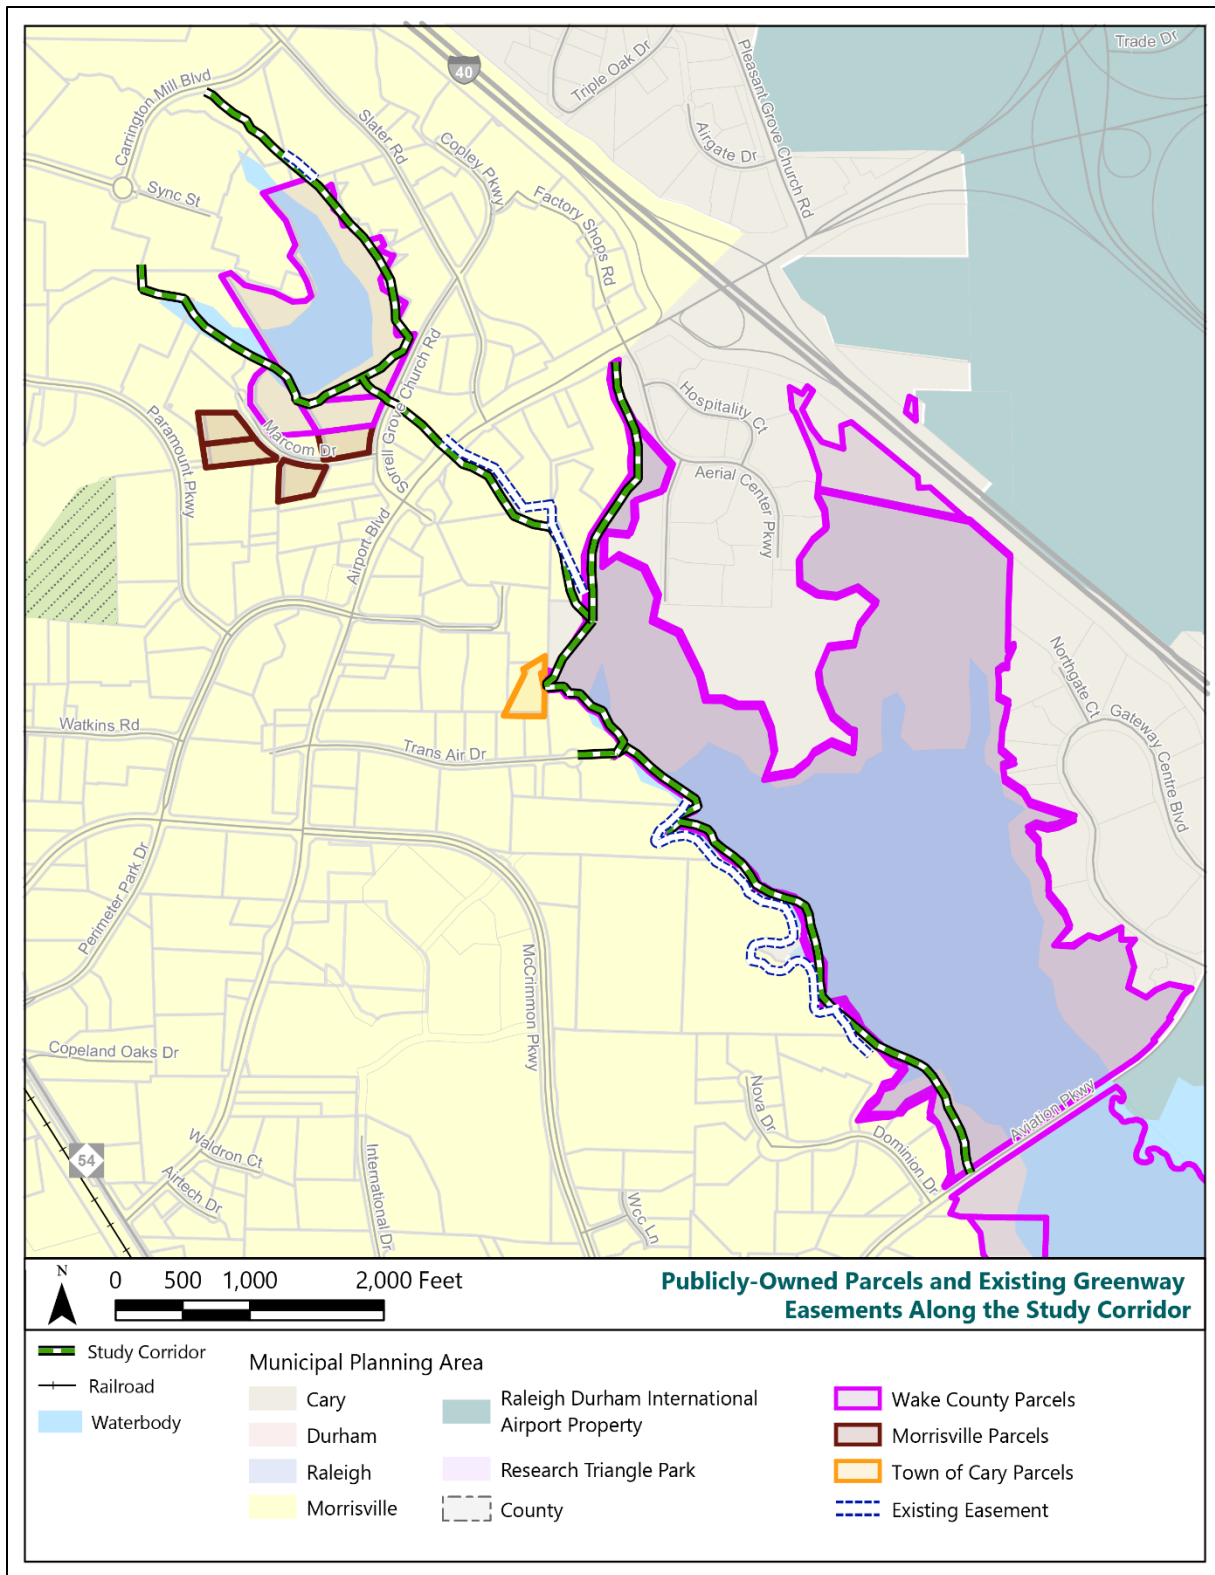 Trade Dr
40
Triple Oak Dr
Pleasant Grove Church Rd
Carrington Mill Blvd
Slater Rd
Airgate Dr
Copley Pkwy
Sync St
Factory Shops Rd
Sorrell Grove Church Rd
Hospitality Ct
Paramount Pkwy
Marcom Dr
Aerial Center Pkwy
Airport Blvd
Northgate Ct
Gateway Centre Blvd
Watkins Rd
Trans Air Dr
Perimeter Park Dr
McCrimmon Pkwy
Copeland Oaks Dr
Nova Dr
Aviation Pkwy
Dominion Dr
Waldron Ct
54
International Dr
Airtech Dr
Wcc Ln
N
0 500 1,000 2,000 Feet
Publicly-Owned Parcels and Existing Greenway
Easements Along the Study Corridor
Study Corridor
Railroad
Waterbody
Municipal Planning Area
Cary
Durham
Raleigh
Morrisville
Raleigh Durham International
Airport Property
Research Triangle Park
County
Wake County Parcels
Morrisville Parcels
Town of Cary Parcels
Existing Easement